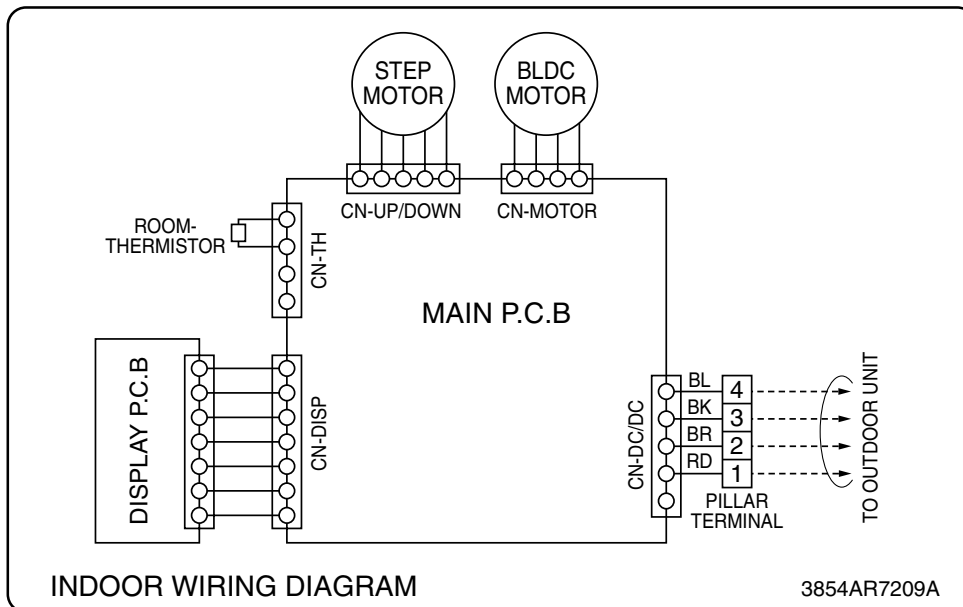 STEP
MOTOR
BLDC
MOTOR
CN-UP/DOWN
CN-MOTOR
ROOM-
THERMISTOR
CN-TH
MAIN P.C.B
DISPLAY P.C.B
CN-DISP
CN-DC/DC
BL 4
BK 3
BR 2
RD 1
PILLAR
TERMINAL
TO OUTDOOR UNIT
INDOOR WIRING DIAGRAM
3854AR7209A